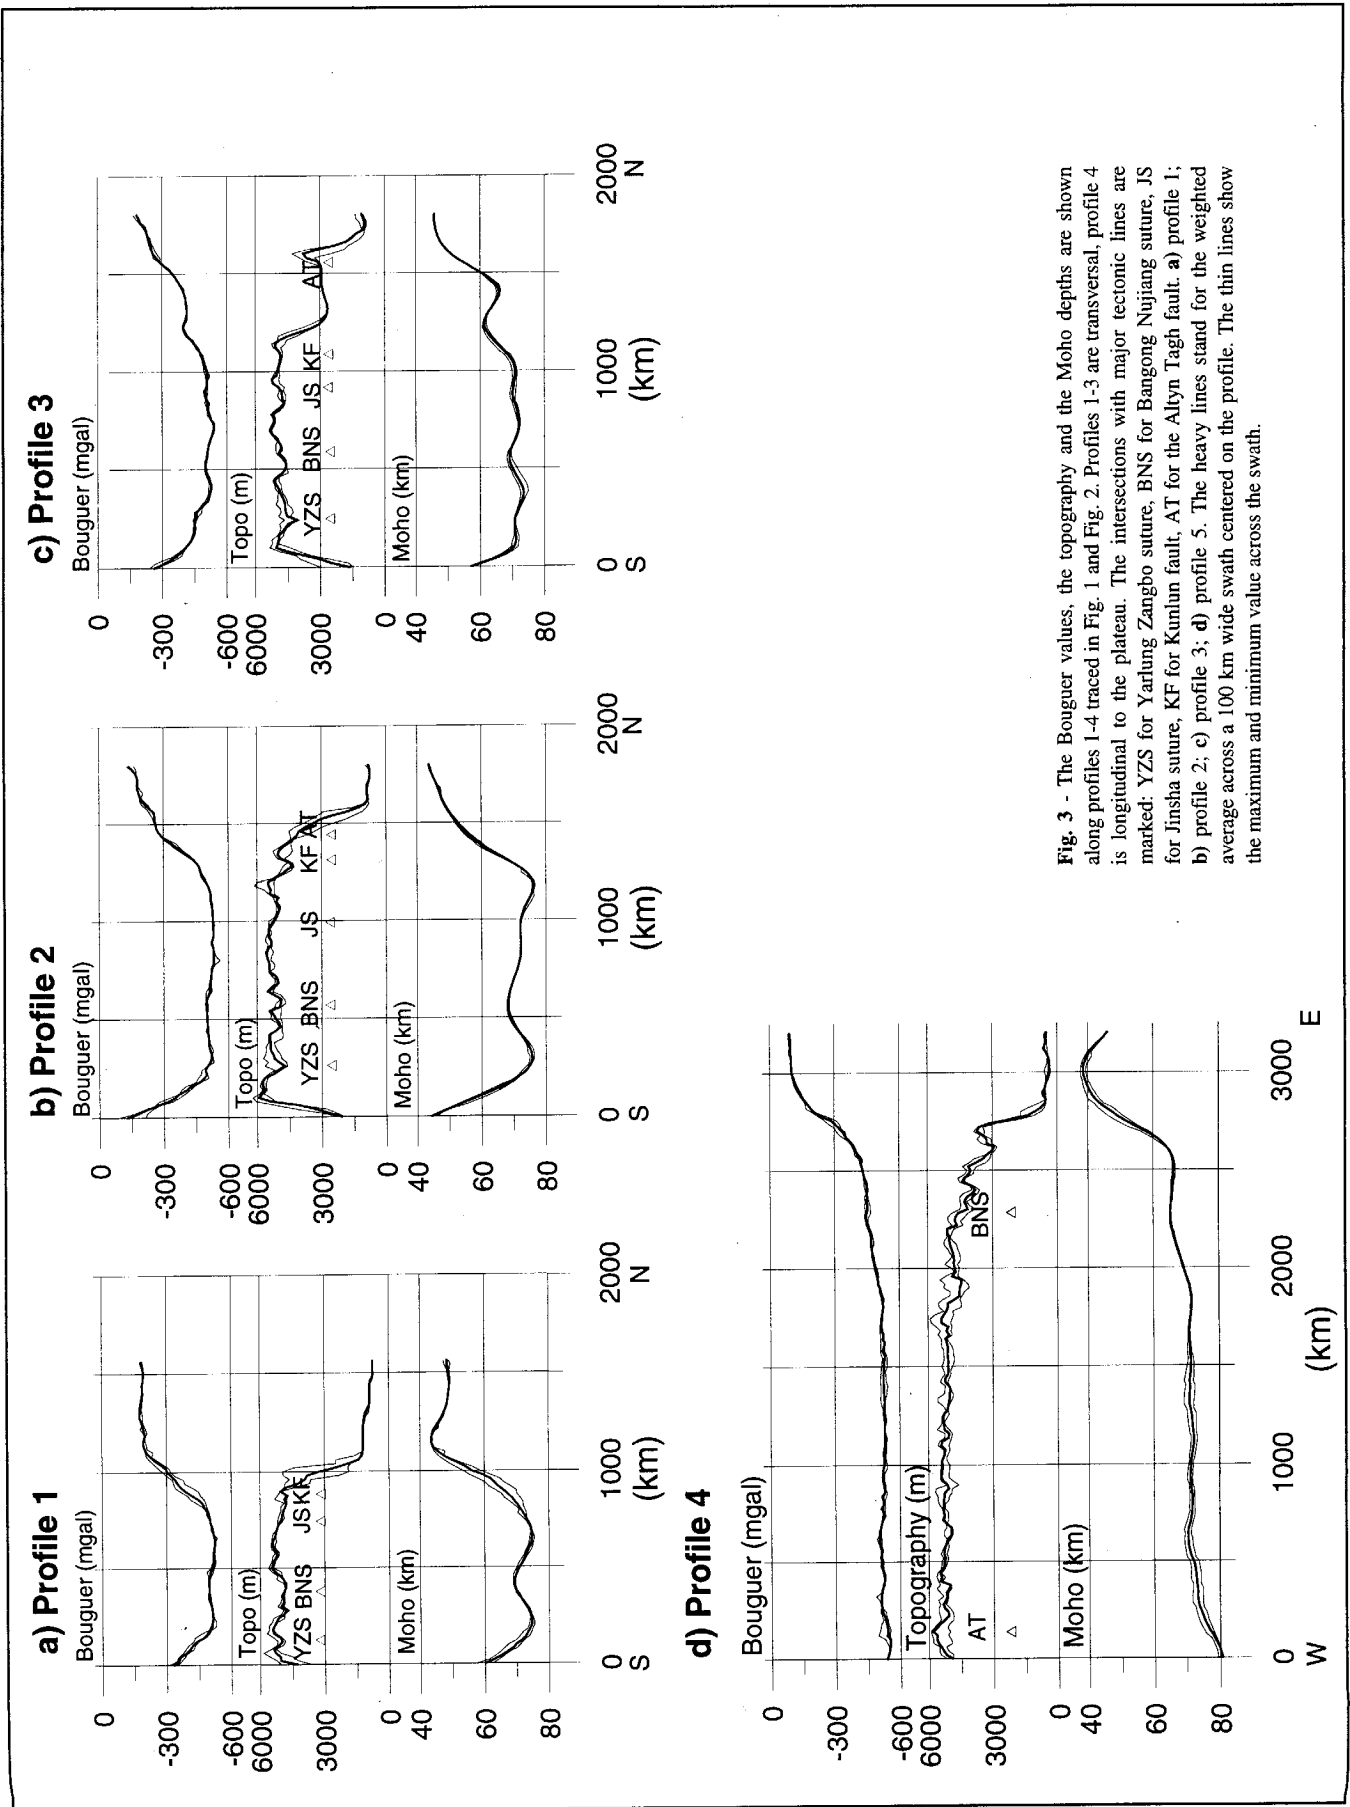 a) Profile 1
Bouguer (mgal)
0
-300
-600
Topo (m)
6000
3000
YZS BNS JSKF
0
Moho (km)
40
60
80
0 1000 2000
S (km) N
b) Profile 2
Bouguer (mgal)
0
-300
-600
Topo (m)
6000
3000
YZS BNS JS KF AT
0
Moho (km)
40
60
80
0 1000 2000
S (km) N
c) Profile 3
Bouguer (mgal)
0
-300
-600
Topo (m)
6000
3000
YZS BNS JS KF AT
0
Moho (km)
40
60
80
0 1000 2000
S (km) N
d) Profile 4
Bouguer (mgal)
0
-300
-600
Topography (m)
6000
3000
AT BNS
0
Moho (km)
40
60
80
0 1000 2000 3000
W (km) E
Fig. 3 - The Bouguer values, the topography and the Moho depths are shown
along profiles 1-4 traced in Fig. 1 and Fig. 2. Profiles 1-3 are transversal, profile 4
is longitudinal to the plateau. The intersections with major tectonic lines are
marked: YZS for Yarlung Zangbo suture, BNS for Bangong Nujiang suture, JS
for Jinsha suture, KF for Kunlun fault, AT for the Altyn Tagh fault. a) profile 1;
b) profile 2; c) profile 3; d) profile 5. The heavy lines stand for the weighted
average across a 100 km wide swath centered on the profile. The thin lines show
the maximum and minimum value across the swath.